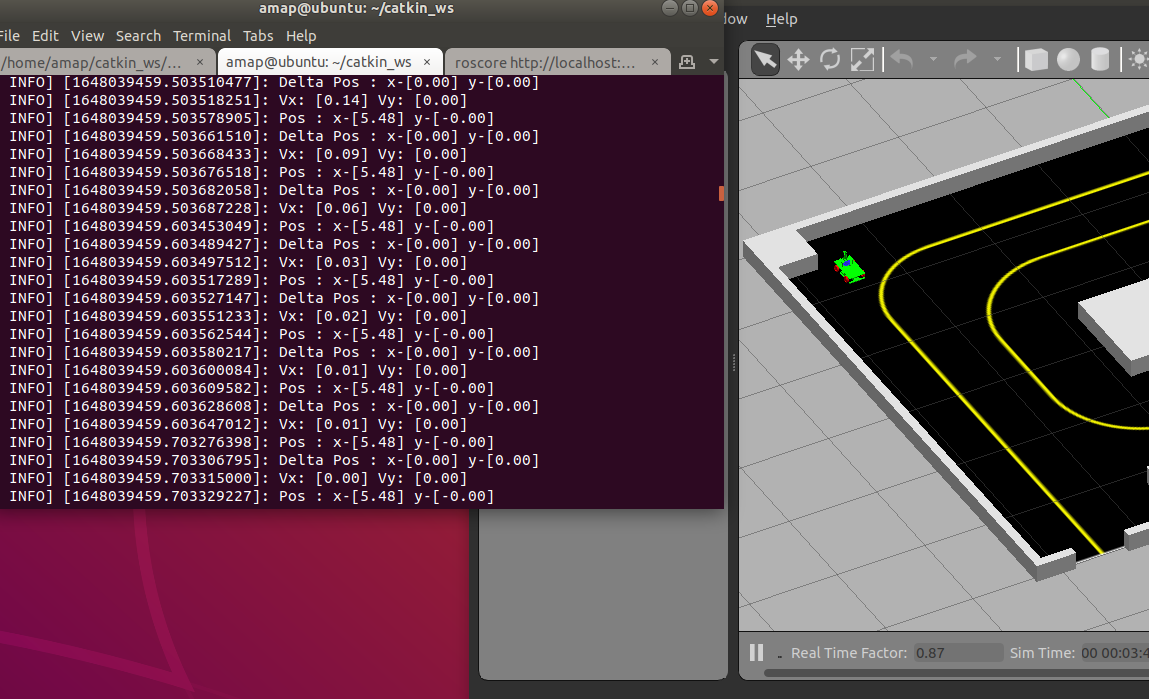 amap@ubuntu: ~/catkin_ws
File Edit View Search Terminal Tabs Help
/home/amap/catkin_ws/... × amap@ubuntu: ~/catkin_ws × roscore http://localhost:... ×
INFO] [1648039459.503510477]: Delta Pos : x-[0.00] y-[0.00]
INFO] [1648039459.503518251]: Vx: [0.14] Vy: [0.00]
INFO] [1648039459.503578905]: Pos : x-[5.48] y-[-0.00]
INFO] [1648039459.503661510]: Delta Pos : x-[0.00] y-[0.00]
INFO] [1648039459.503668433]: Vx: [0.09] Vy: [0.00]
INFO] [1648039459.503676518]: Pos : x-[5.48] y-[-0.00]
INFO] [1648039459.503682058]: Delta Pos : x-[0.00] y-[0.00]
INFO] [1648039459.503687228]: Vx: [0.06] Vy: [0.00]
INFO] [1648039459.603453049]: Pos : x-[5.48] y-[-0.00]
INFO] [1648039459.603489427]: Delta Pos : x-[0.00] y-[0.00]
INFO] [1648039459.603497512]: Vx: [0.03] Vy: [0.00]
INFO] [1648039459.603517289]: Pos : x-[5.48] y-[-0.00]
INFO] [1648039459.603527147]: Delta Pos : x-[0.00] y-[0.00]
INFO] [1648039459.603551233]: Vx: [0.02] Vy: [0.00]
INFO] [1648039459.603562544]: Pos : x-[5.48] y-[-0.00]
INFO] [1648039459.603580217]: Delta Pos : x-[0.00] y-[0.00]
INFO] [1648039459.603600084]: Vx: [0.01] Vy: [0.00]
INFO] [1648039459.603609582]: Pos : x-[5.48] y-[-0.00]
INFO] [1648039459.603628608]: Delta Pos : x-[0.00] y-[0.00]
INFO] [1648039459.603647012]: Vx: [0.01] Vy: [0.00]
INFO] [1648039459.703276398]: Pos : x-[5.48] y-[-0.00]
INFO] [1648039459.703306795]: Delta Pos : x-[0.00] y-[0.00]
INFO] [1648039459.703315000]: Vx: [0.00] Vy: [0.00]
INFO] [1648039459.703329227]: Pos : x-[5.48] y-[-0.00]
Help
Real Time Factor: 0.87 Sim Time: 00 00:03:4